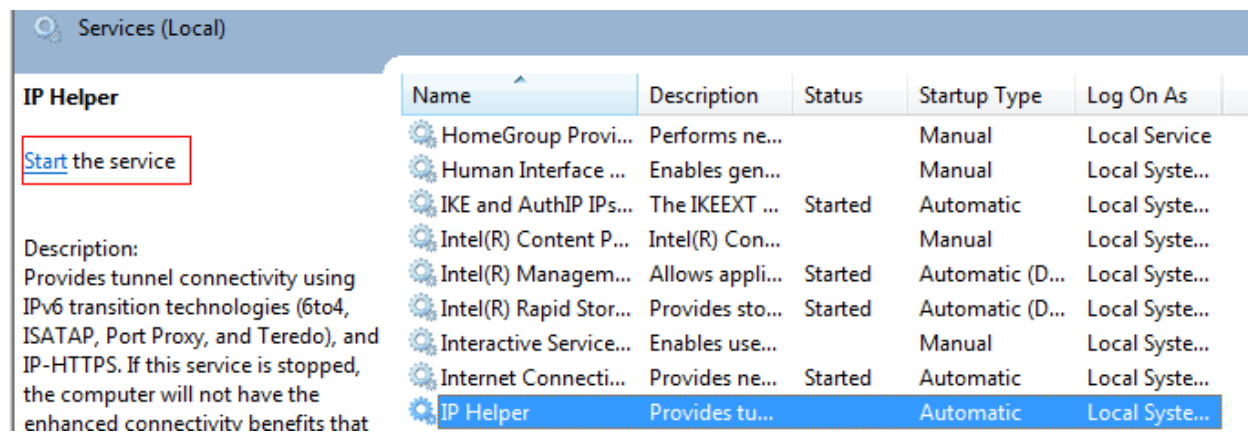 Services (Local)
IP Helper
Start the service
Description:
Provides tunnel connectivity using
IPv6 transition technologies (6to4,
ISATAP, Port Proxy, and Teredo), and
IP-HTTPS. If this service is stopped,
the computer will not have the
enhanced connectivity benefits that
Name Description Status Startup Type Log On As
HomeGroup Provi... Performs ne... Manual Local Service
Human Interface ... Enables gen... Manual Local Syste...
IKE and AuthIP IPs... The IKEEXT ... Started Automatic Local Syste...
Intel(R) Content P... Intel(R) Con... Manual Local Syste...
Intel(R) Managem... Allows appli... Started Automatic (D... Local Syste...
Intel(R) Rapid Stor... Provides sto... Started Automatic (D... Local Syste...
Interactive Service... Enables use... Manual Local Syste...
Internet Connecti... Provides ne... Started Automatic Local Syste...
IP Helper Provides tu... Automatic Local Syste...